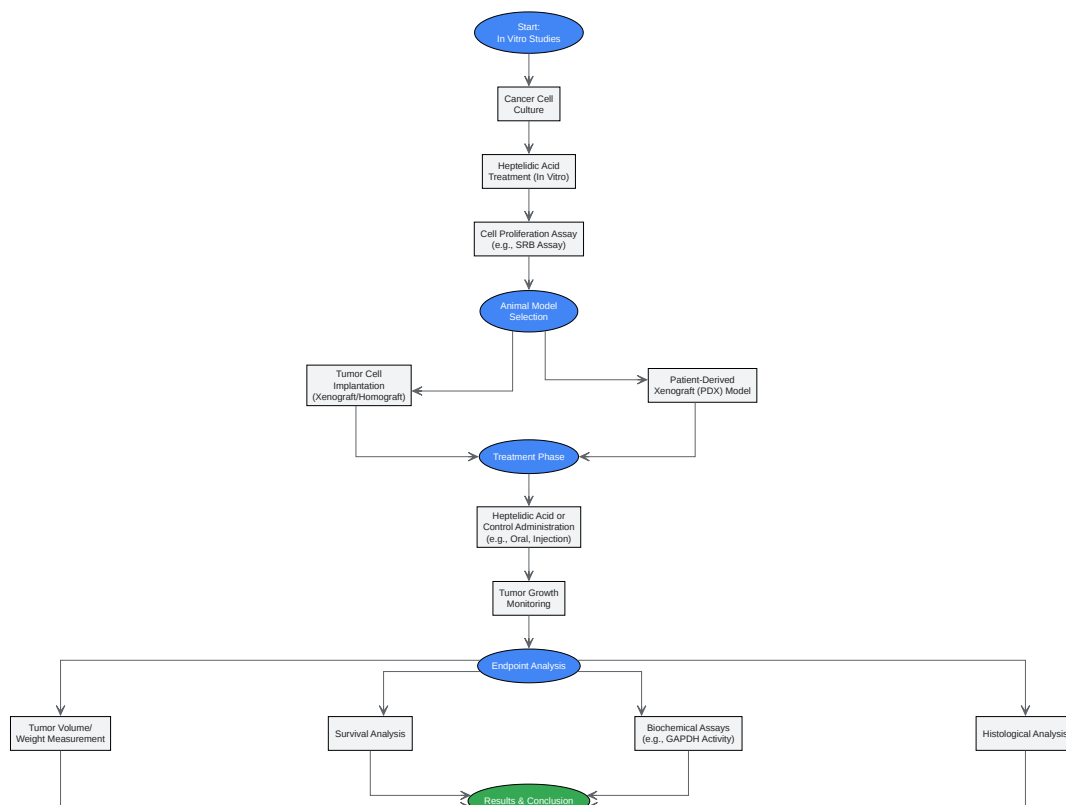 Start:
In Vitro Studies
Cancer Cell
Culture
Heptelidic Acid
Treatment (In Vitro)
Cell Proliferation Assay
(e.g., SRB Assay)
Animal Model
Selection
Tumor Cell
Implantation
(Xenograft/Homograft)
Patient-Derived
Xenograft (PDX) Model
Treatment Phase
Heptelidic Acid or
Control Administration
(e.g., Oral, Injection)
Tumor Growth
Monitoring
Endpoint Analysis
Tumor Volume/
Weight Measurement
Survival Analysis
Biochemical Assays
(e.g., GAPDH Activity)
Histological Analysis
Results & Conclusion